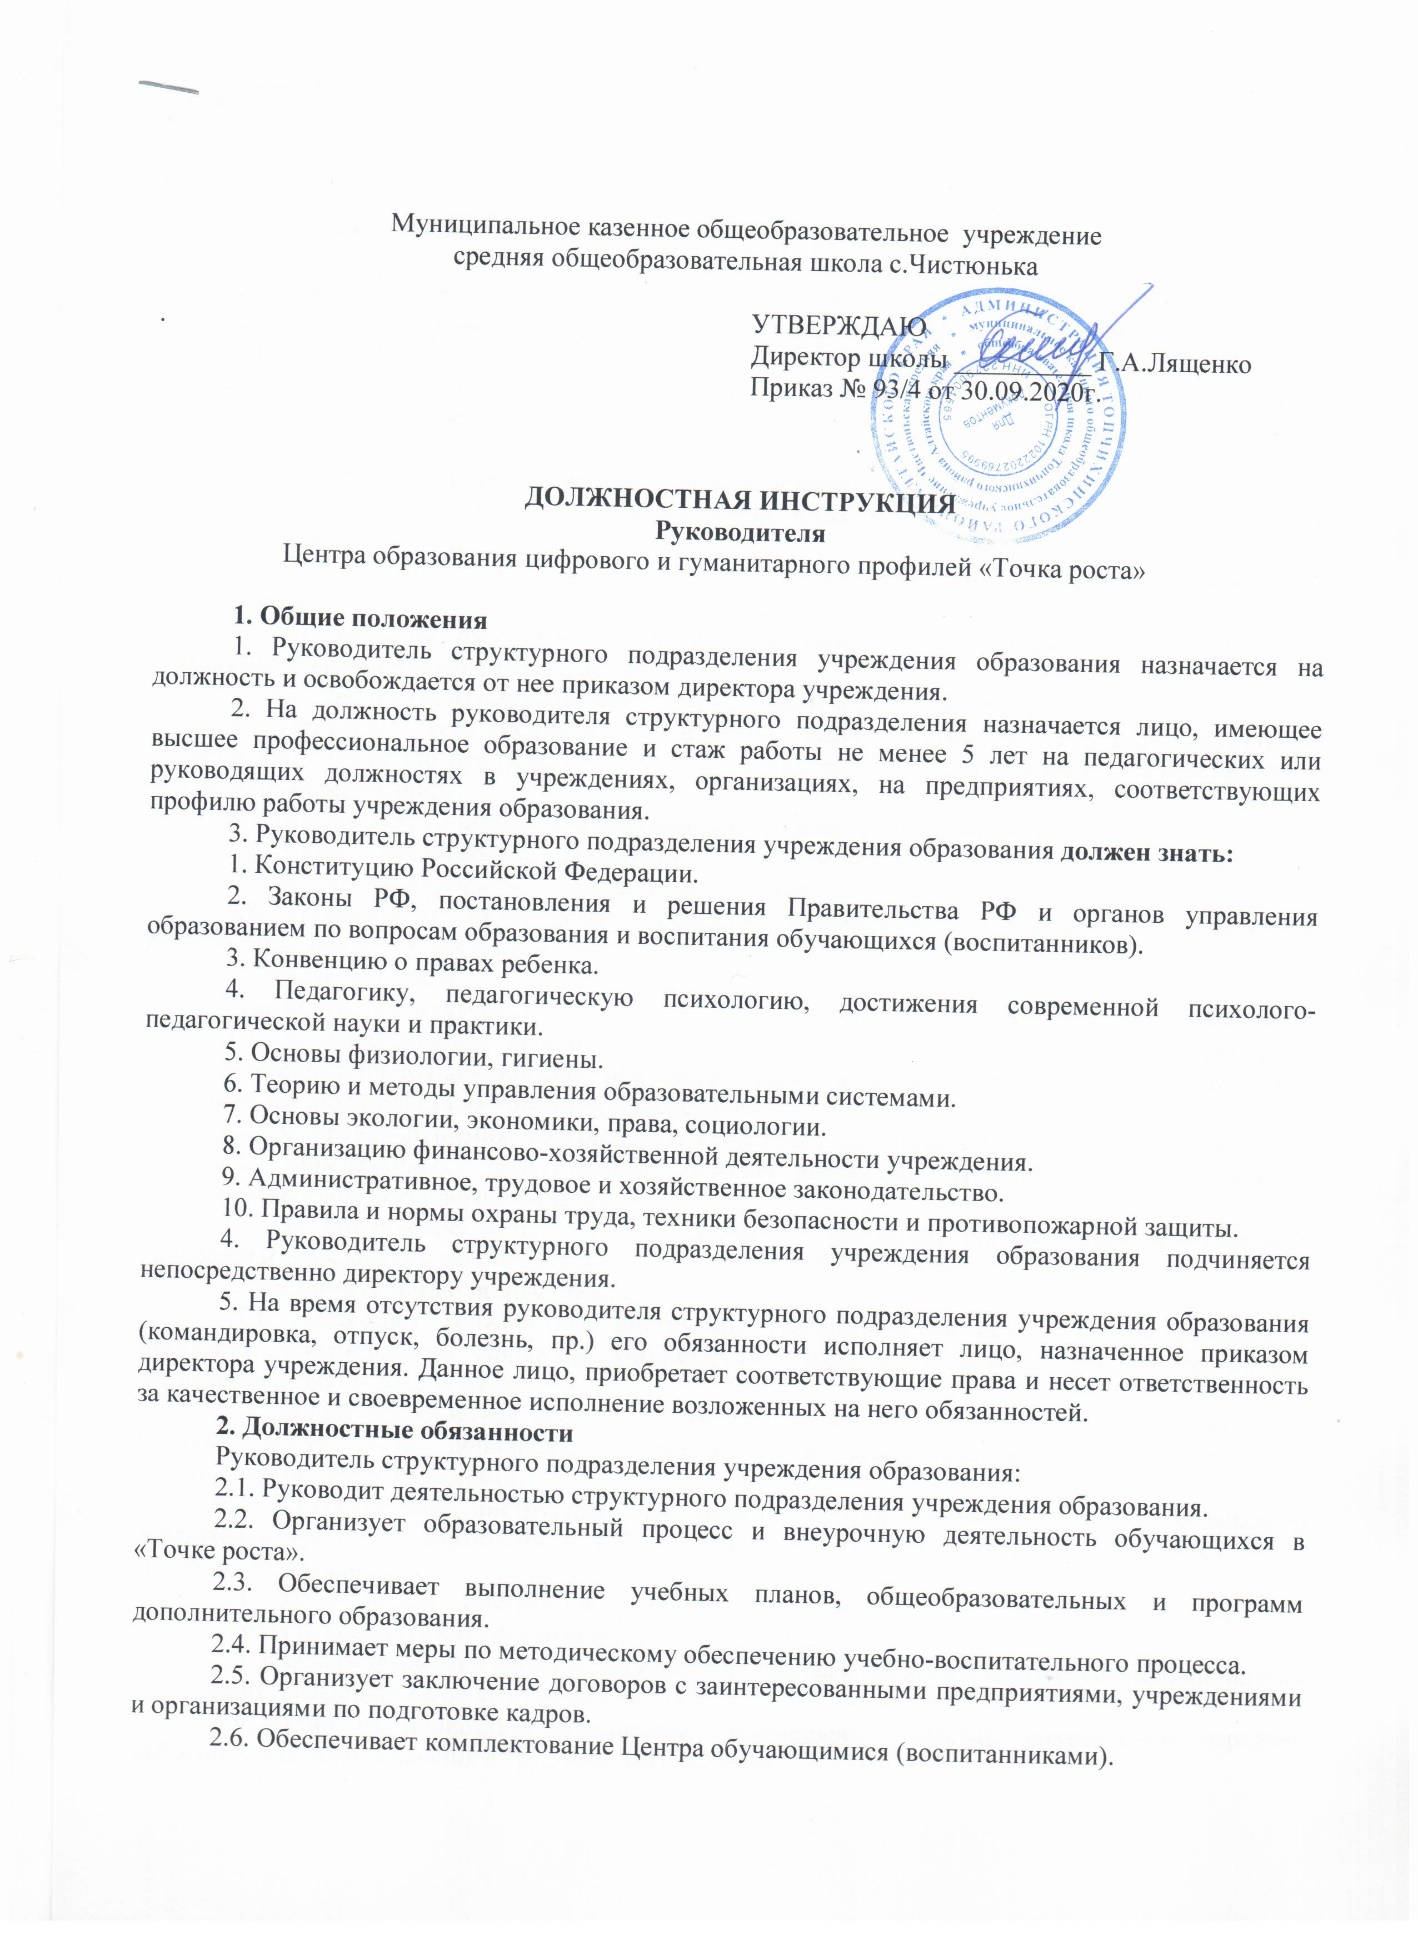 Муниципальное казенное общеобразовательное учреждение
средняя общеобразовательная школа с.Чистюнька
УТВЕРЖДАЮ
Директор школы __________ Г.А.Лященко
Приказ № 93/4 от 30.09.2020г.
ДОЛЖНОСТНАЯ ИНСТРУКЦИЯ
Руководителя
Центра образования цифрового и гуманитарного профилей «Точка роста»
1. Общие положения
1. Руководитель структурного подразделения учреждения образования назначается на
должность и освобождается от нее приказом директора учреждения.
2. На должность руководителя структурного подразделения назначается лицо, имеющее
высшее профессиональное образование и стаж работы не менее 5 лет на педагогических или
руководящих должностях в учреждениях, организациях, на предприятиях, соответствующих
профилю работы учреждения образования.
3. Руководитель структурного подразделения учреждения образования должен знать:
1. Конституцию Российской Федерации.
2. Законы РФ, постановления и решения Правительства РФ и органов управления
образованием по вопросам образования и воспитания обучающихся (воспитанников).
3. Конвенцию о правах ребенка.
4. Педагогику, педагогическую психологию, достижения современной психолого-
педагогической науки и практики.
5. Основы физиологии, гигиены.
6. Теорию и методы управления образовательными системами.
7. Основы экологии, экономики, права, социологии.
8. Организацию финансово-хозяйственной деятельности учреждения.
9. Административное, трудовое и хозяйственное законодательство.
10. Правила и нормы охраны труда, техники безопасности и противопожарной защиты.
4. Руководитель структурного подразделения учреждения образования подчиняется
непосредственно директору учреждения.
5. На время отсутствия руководителя структурного подразделения учреждения образования
(командировка, отпуск, болезнь, пр.) его обязанности исполняет лицо, назначенное приказом
директора учреждения. Данное лицо, приобретает соответствующие права и несет ответственность
за качественное и своевременное исполнение возложенных на него обязанностей.
2. Должностные обязанности
Руководитель структурного подразделения учреждения образования:
2.1. Руководит деятельностью структурного подразделения учреждения образования.
2.2. Организует образовательный процесс и внеурочную деятельность обучающихся в
«Точке роста».
2.3. Обеспечивает выполнение учебных планов, общеобразовательных и программ
дополнительного образования.
2.4. Принимает меры по методическому обеспечению учебно-воспитательного процесса.
2.5. Организует заключение договоров с заинтересованными предприятиями, учреждениями
и организациями по подготовке кадров.
2.6. Обеспечивает комплектование Центра обучающимися (воспитанниками).
АДМИНИСТРАЦИЯ ТОПЧИХИНСКОГО РАЙОНА АЛТАЙСКОГО КРАЯ
ОГРН 1022202769995
Для
документов